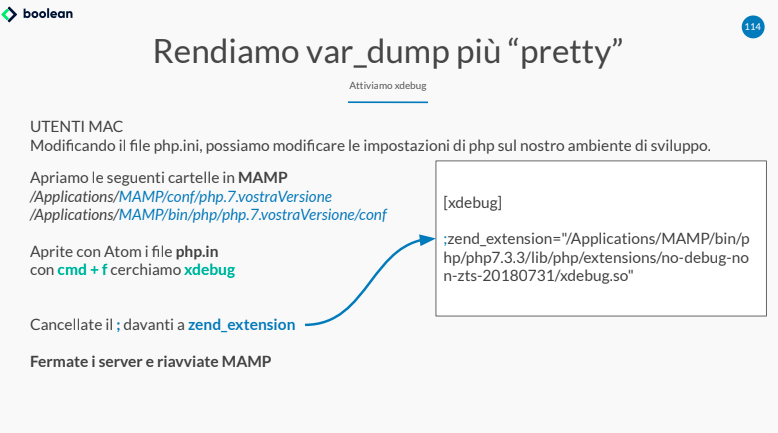 boolean
114
Rendiamo var_dump più “pretty”
Attiviamo xdebug
UTENTI MAC
Modificando il file php.ini, possiamo modificare le impostazioni di php sul nostro ambiente di sviluppo.
Apriamo le seguenti cartelle in MAMP
/Applications/MAMP/conf/php.7.vostraVersione
/Applications/MAMP/bin/php/php.7.vostraVersione/conf
Aprite con Atom i file php.in
con cmd + f cerchiamo xdebug
Cancellate il ; davanti a zend_extension
Fermate i server e riavviate MAMP
[xdebug]
;zend_extension="/Applications/MAMP/bin/p
hp/php7.3.3/lib/php/extensions/no-debug-no
n-zts-20180731/xdebug.so"